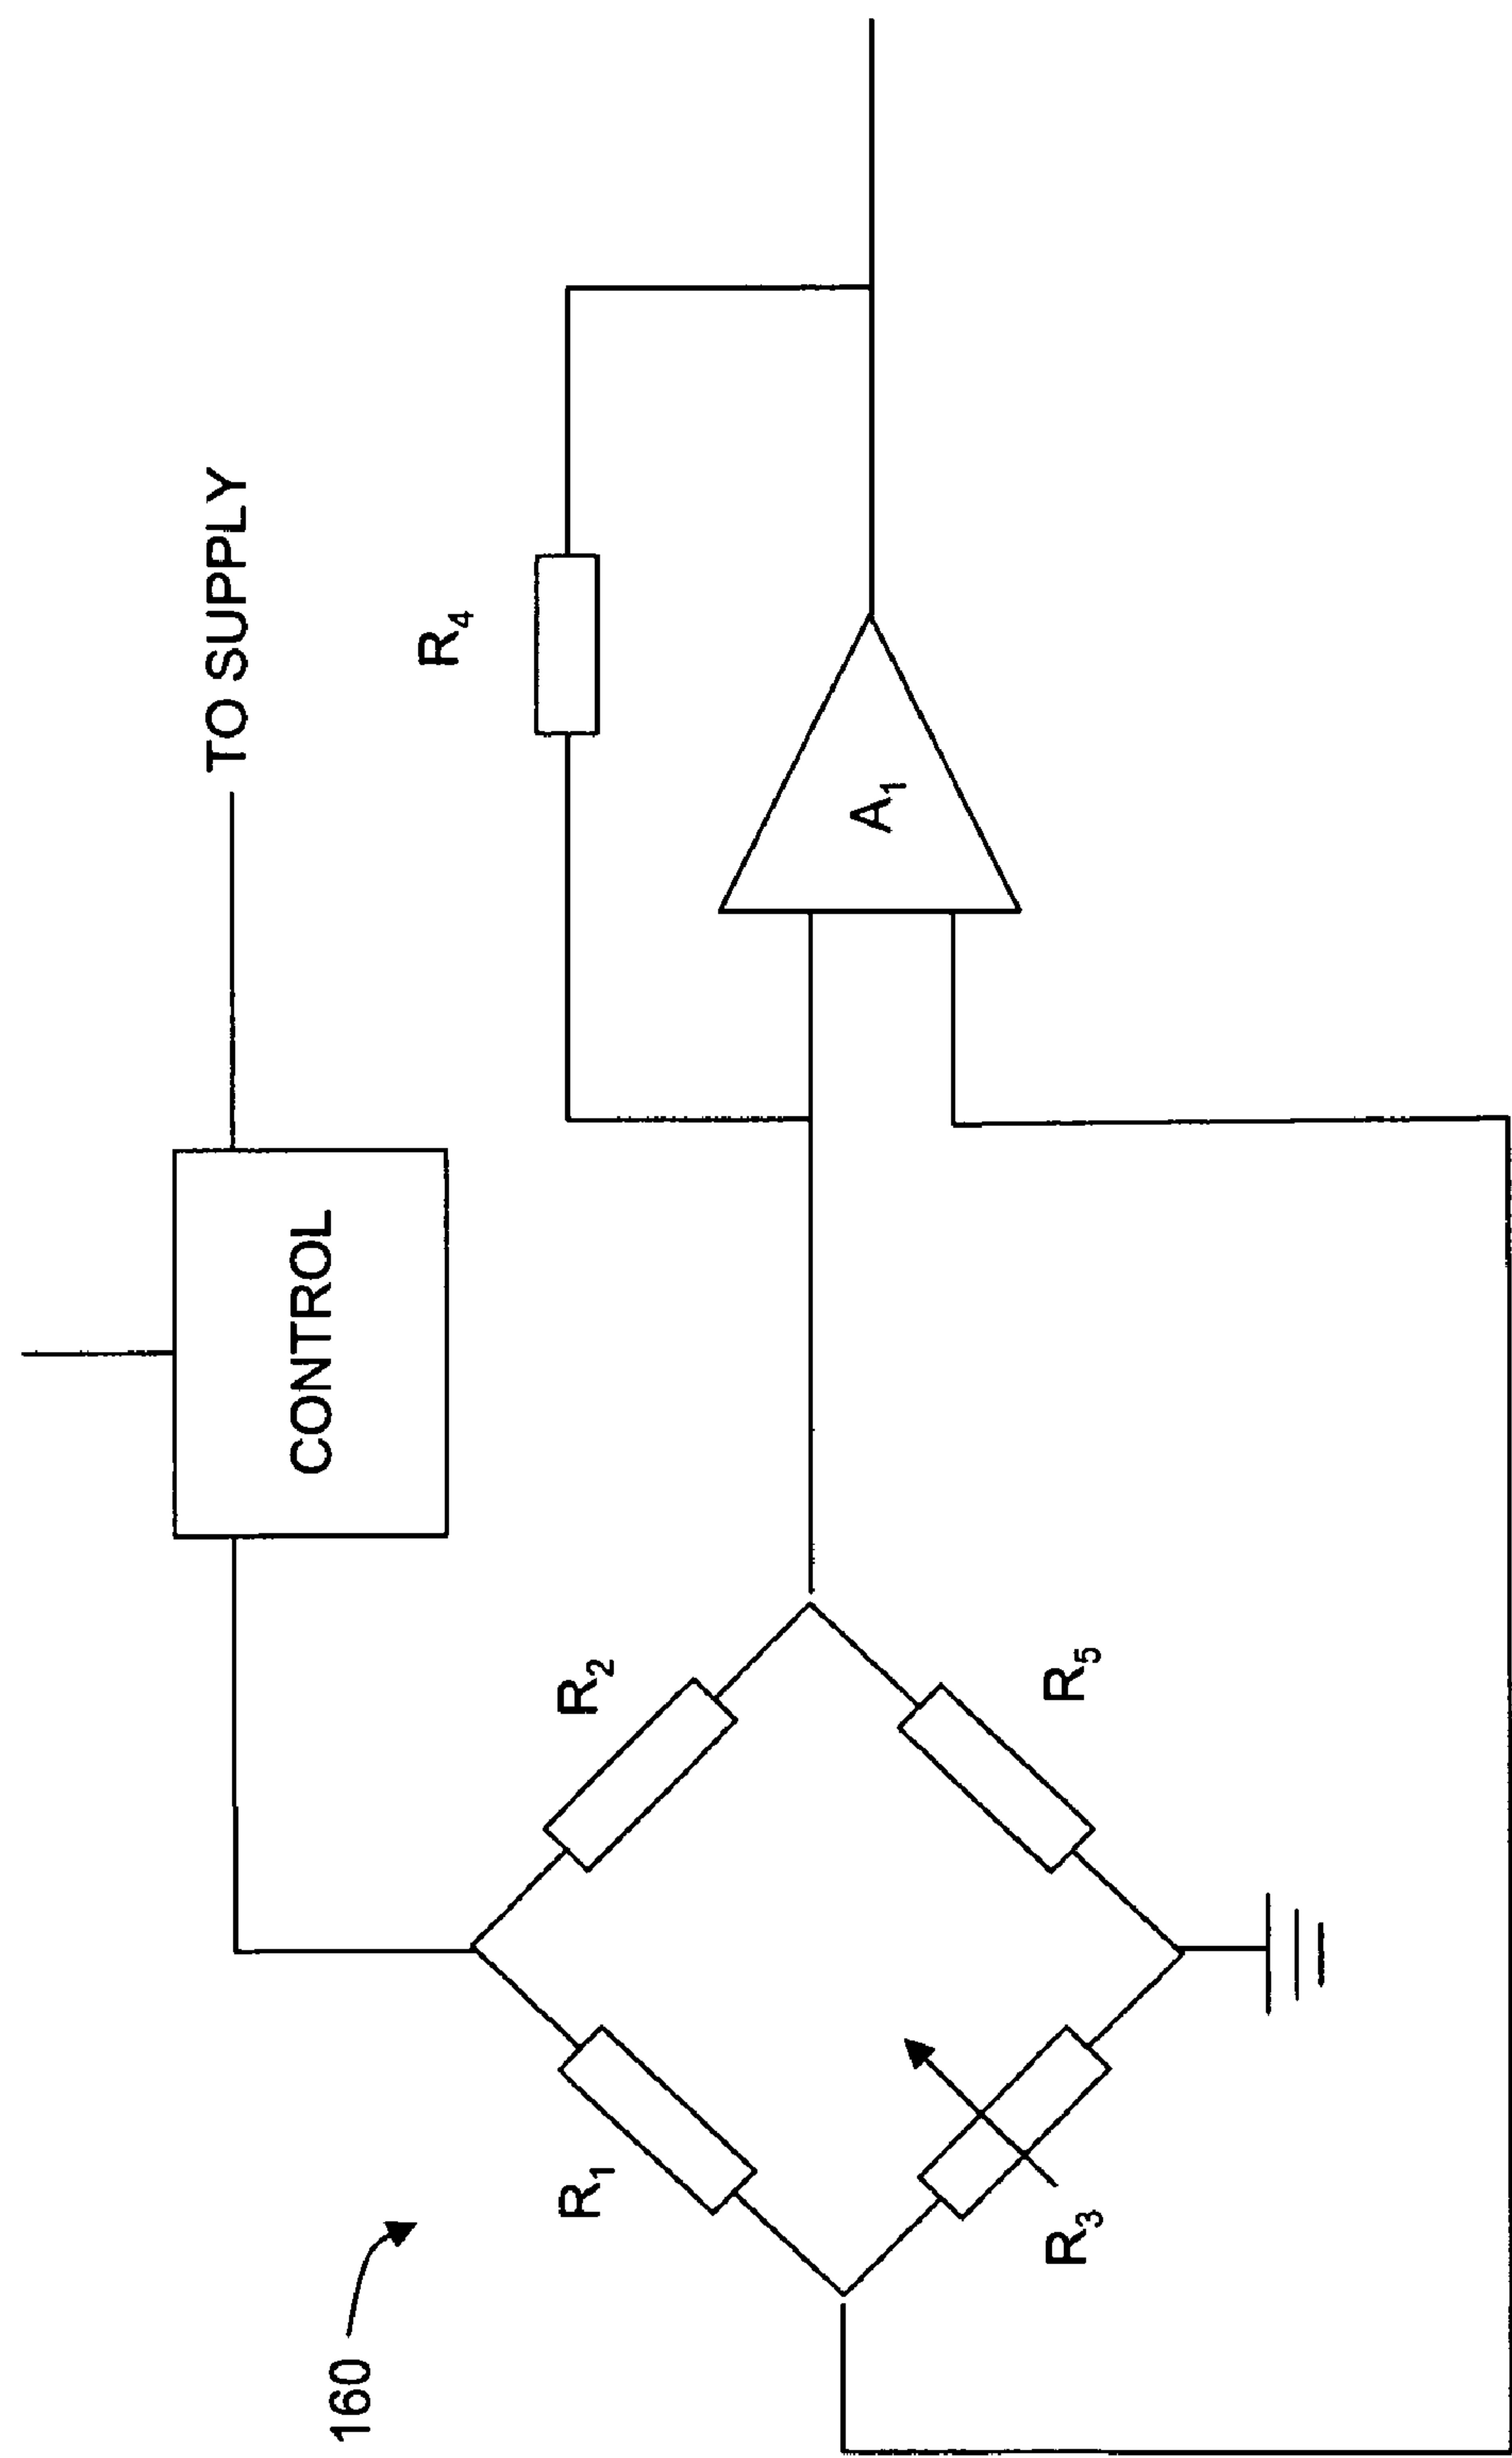 160
CONTROL
TO SUPPLY
R1
R2
R3
R5
R4
A1